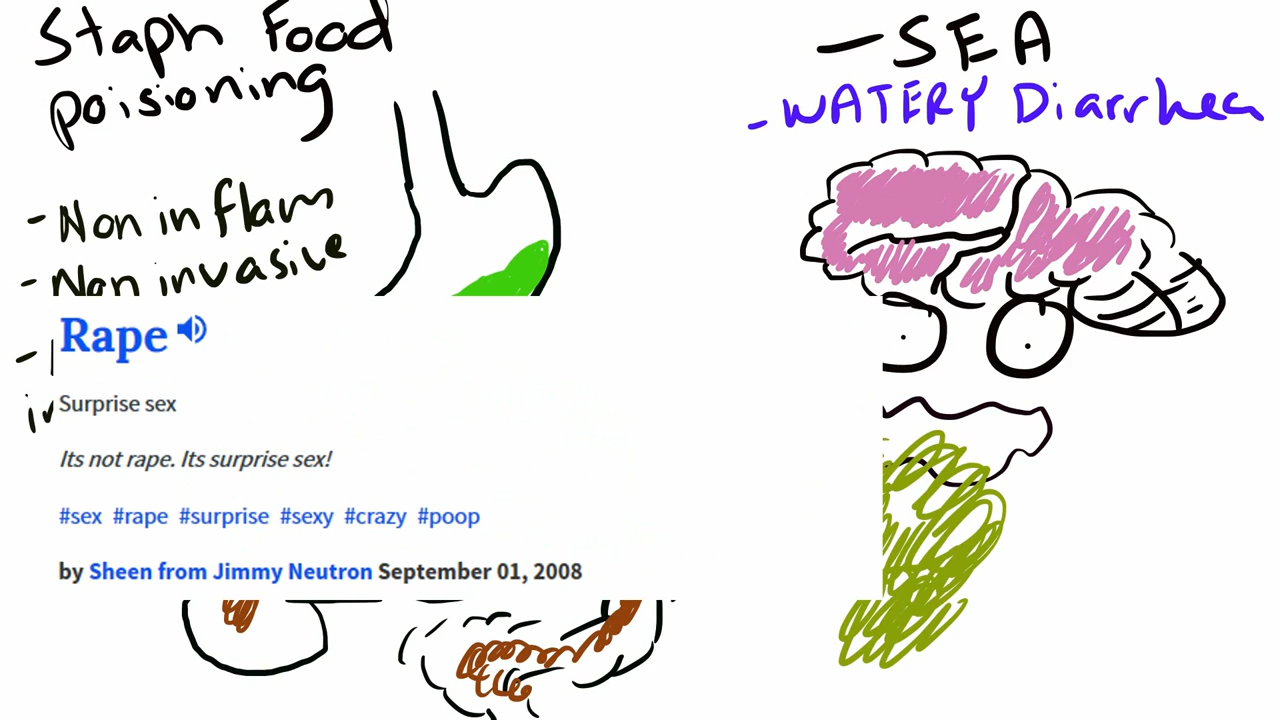 Staph Food
poisioning
- Non inflam
- Non invasive
- SEA
- WATERY Diarrhea
Rape
Surprise sex
Its not rape. Its surprise sex!
#sex #rape #surprise #sexy #crazy #poop
by Sheen from Jimmy Neutron September 01, 2008